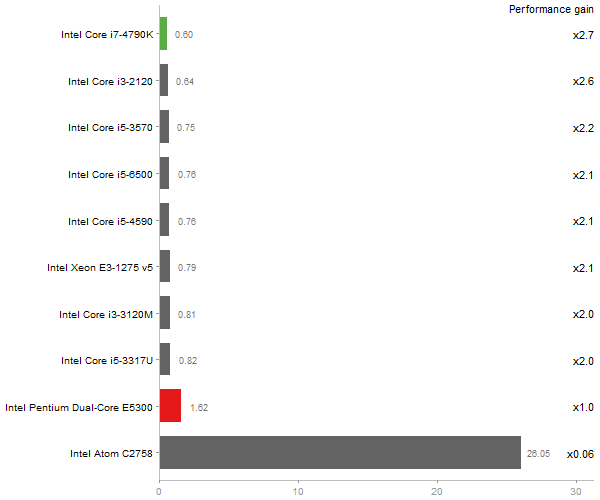 Performance gain
Intel Core i7-4790K 0.60 x2.7
Intel Core i3-2120 0.64 x2.6
Intel Core i5-3570 0.75 x2.2
Intel Core i5-6500 0.76 x2.1
Intel Core i5-4590 0.76 x2.1
Intel Xeon E3-1275 v5 0.79 x2.1
Intel Core i3-3120M 0.81 x2.0
Intel Core i5-3317U 0.82 x2.0
Intel Pentium Dual-Core E5300 1.62 x1.0
Intel Atom C2758 26.05 x0.06
0 10 20 30